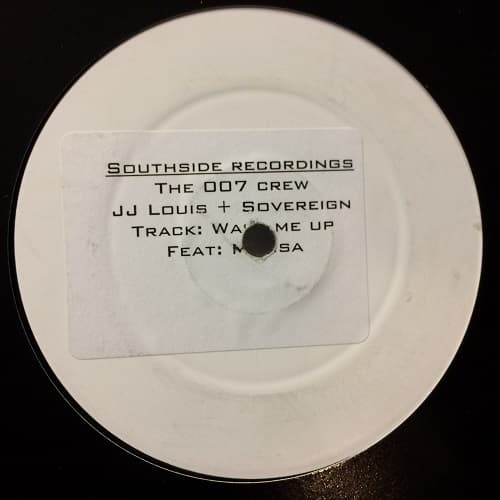 SOUTHSIDE RECORDINGS
THE 007 CREW
JJ LOUIS + SOVEREIGN
TRACK: ME UP
FEAT: